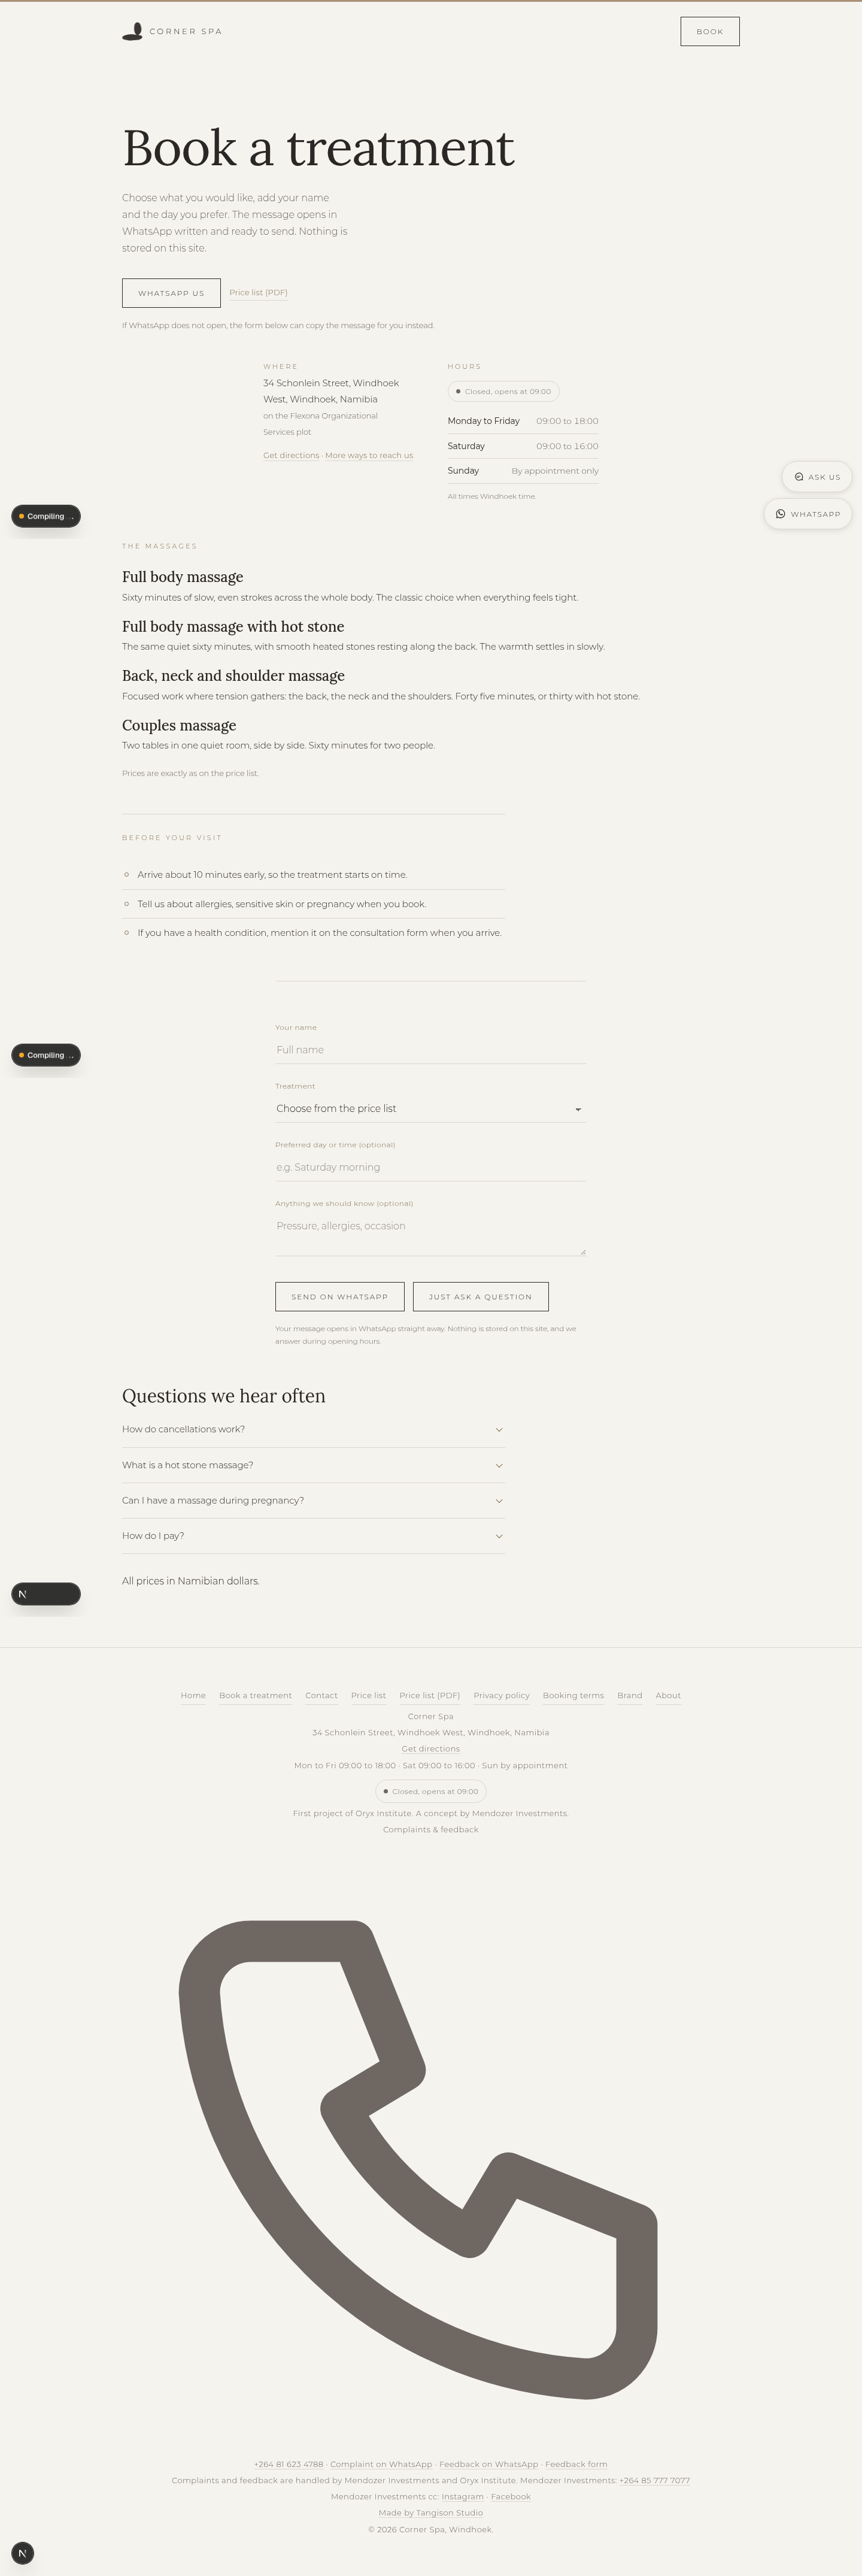 CORNER SPA
BOOK
Book a treatment
Choose what you would like, add your name
and the day you prefer. The message opens in
WhatsApp written and ready to send. Nothing is
stored on this site.
WHATSAPP US
Price list (PDF)
If WhatsApp does not open, the form below can copy the message for you instead.
WHERE
34 Schonlein Street, Windhoek
West, Windhoek, Namibia
on the Flexona Organizational
Services plot
Get directions · More ways to reach us
HOURS
Closed, opens at 09:00
Monday to Friday 09:00 to 18:00
Saturday 09:00 to 16:00
Sunday By appointment only
All times Windhoek time.
ASK US
WHATSAPP
Compiling ..
THE MASSAGES
Full body massage
Sixty minutes of slow, even strokes across the whole body. The classic choice when everything feels tight.
Full body massage with hot stone
The same quiet sixty minutes, with smooth heated stones resting along the back. The warmth settles in slowly.
Back, neck and shoulder massage
Focused work where tension gathers: the back, the neck and the shoulders. Forty five minutes, or thirty with hot stone.
Couples massage
Two tables in one quiet room, side by side. Sixty minutes for two people.
Prices are exactly as on the price list.
BEFORE YOUR VISIT
Arrive about 10 minutes early, so the treatment starts on time.
Tell us about allergies, sensitive skin or pregnancy when you book.
If you have a health condition, mention it on the consultation form when you arrive.
Your name
Full name
Compiling ..
Treatment
Choose from the price list
Preferred day or time (optional)
e.g. Saturday morning
Anything we should know (optional)
Pressure, allergies, occasion
SEND ON WHATSAPP
JUST ASK A QUESTION
Your message opens in WhatsApp straight away. Nothing is stored on this site, and we
answer during opening hours.
Questions we hear often
How do cancellations work?
What is a hot stone massage?
Can I have a massage during pregnancy?
How do I pay?
All prices in Namibian dollars.
N
Home Book a treatment Contact Price list Price list (PDF) Privacy policy Booking terms Brand About
Corner Spa
34 Schonlein Street, Windhoek West, Windhoek, Namibia
Get directions
Mon to Fri 09:00 to 18:00 · Sat 09:00 to 16:00 · Sun by appointment
Closed, opens at 09:00
First project of Oryx Institute. A concept by Mendozer Investments.
Complaints & feedback
+264 81 623 4788 · Complaint on WhatsApp · Feedback on WhatsApp · Feedback form
Complaints and feedback are handled by Mendozer Investments and Oryx Institute. Mendozer Investments: +264 85 777 7077
Mendozer Investments cc: Instagram · Facebook
Made by Tangison Studio
© 2026 Corner Spa, Windhoek.
N